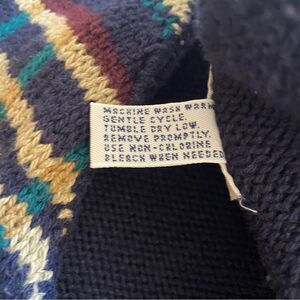 MACHINE WASH WARM
GENTLE CYCLE.
TUMBLE DRY LOW.
REMOVE PROMPTLY.
USE NON-CHLORINE
BLEACH WHEN NEEDED